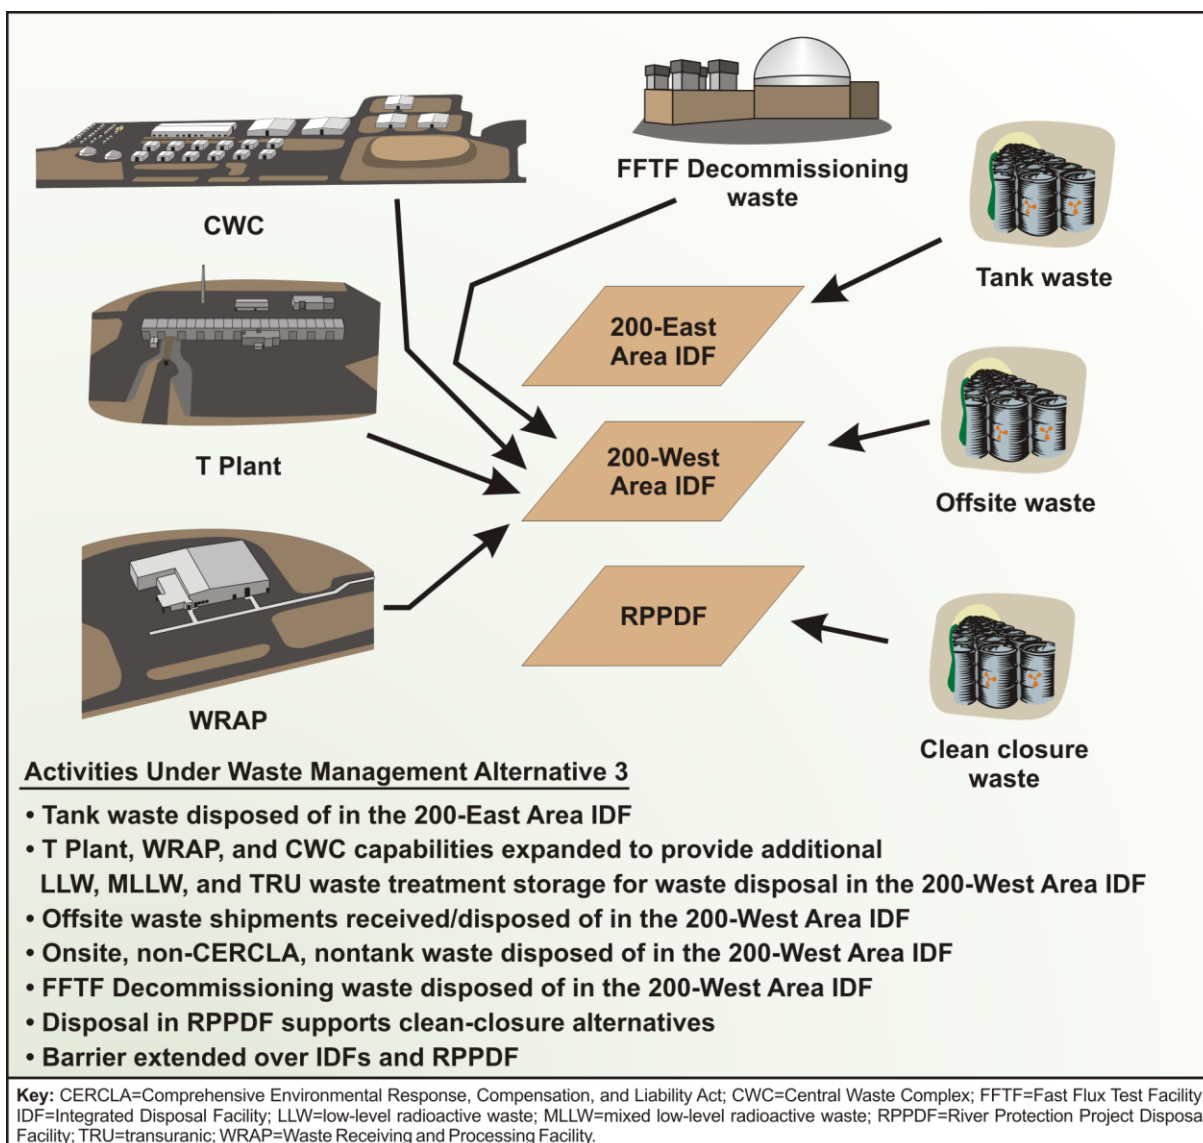 CWC
FFTF Decommissioning
waste
Tank waste
200-East
Area IDF
T Plant
200-West
Area IDF
Offsite waste
RPPDF
WRAP
Clean closure
waste
Activities Under Waste Management Alternative 3
• Tank waste disposed of in the 200-East Area IDF
• T Plant, WRAP, and CWC capabilities expanded to provide additional
LLW, MLLW, and TRU waste treatment storage for waste disposal in the 200-West Area IDF
• Offsite waste shipments received/disposed of in the 200-West Area IDF
• Onsite, non-CERCLA, nontank waste disposed of in the 200-West Area IDF
• FFTF Decommissioning waste disposed of in the 200-West Area IDF
• Disposal in RPPDF supports clean-closure alternatives
• Barrier extended over IDFs and RPPDF
Key: CERCLA=Comprehensive Environmental Response, Compensation, and Liability Act; CWC=Central Waste Complex; FFTF=Fast Flux Test Facility
IDF=Integrated Disposal Facility; LLW=low-level radioactive waste; MLLW=mixed low-level radioactive waste; RPPDF=River Protection Project Disposa
Facility; TRU=transuranic; WRAP=Waste Receiving and Processing Facility.